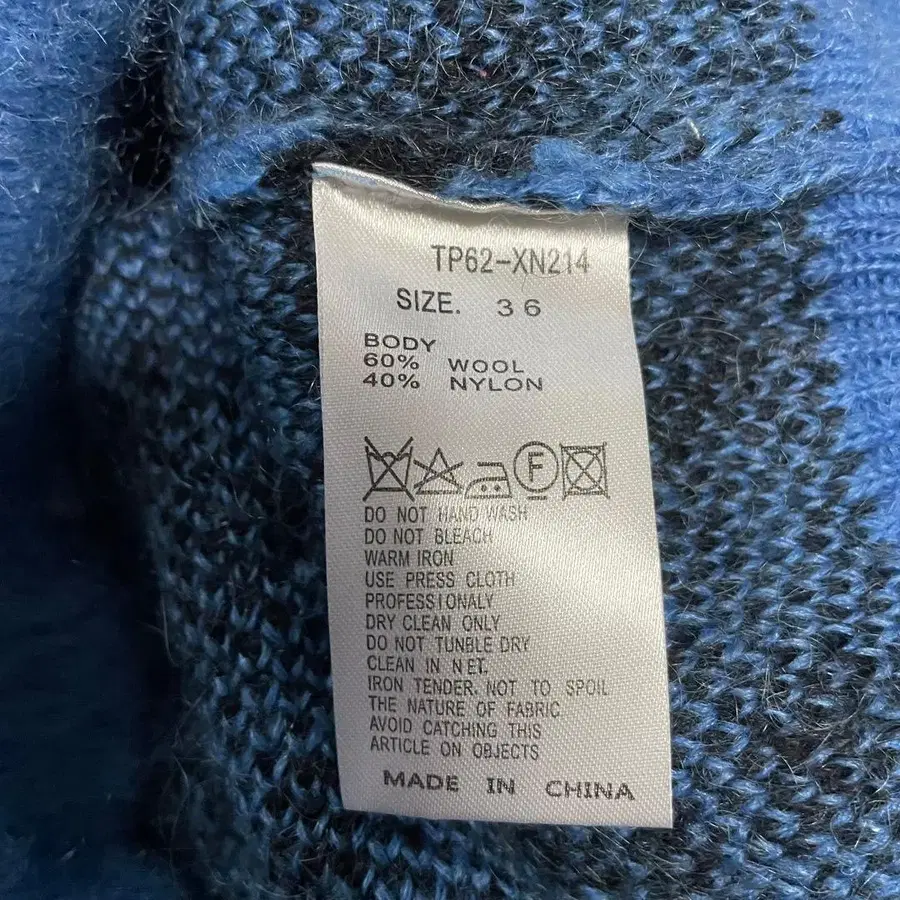 TP62-XN214
SIZE. 36
BODY
60% WOOL
40% NYLON
F
DO NOT HAND WASH
DO NOT BLEACH
WARM IRON
USE PRESS CLOTH
PROFESSIONALY
DRY CLEAN ONLY
DO NOT TUNBLE DRY
CLEAN IN NET.
IRON TENDER. NOT TO SPOIL
THE NATURE OF FABRIC
AVOID CATCHING THIS
ARTICLE ON OBJECTS
MADE IN CHINA